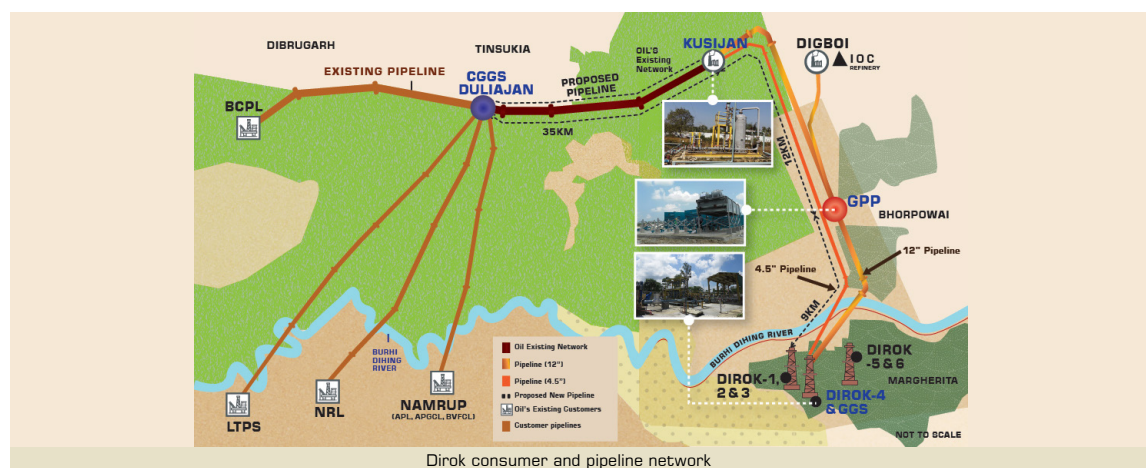 DIBRUGARH
TINSUKIA
OIL'S
Existing
Network
KUSIJAN
DIGBOI
IOC
REFINERY
EXISTING PIPELINE
CGGS
DULIAJAN
PROPOSED
PIPELINE
BCPL
35KM
12KM
GPP
BHORPOWAI
12" Pipeline
4.5" Pipeline
9KM
BURHI DIHING RIVER
BURHI
DIHING
RIVER
DIROK
-5 & 6
DIROK-1,
2 & 3
MARGHERITA
DIROK-4
& GGS
LTPS
NRL
NAMRUP
(APL, APGCL, BVFCL)
Oil Existing Network
Pipeline (12")
Pipeline (4.5")
Proposed New Pipeline
Oil's Existing Customers
Customer pipelines
NOT TO SCALE
Dirok consumer and pipeline network